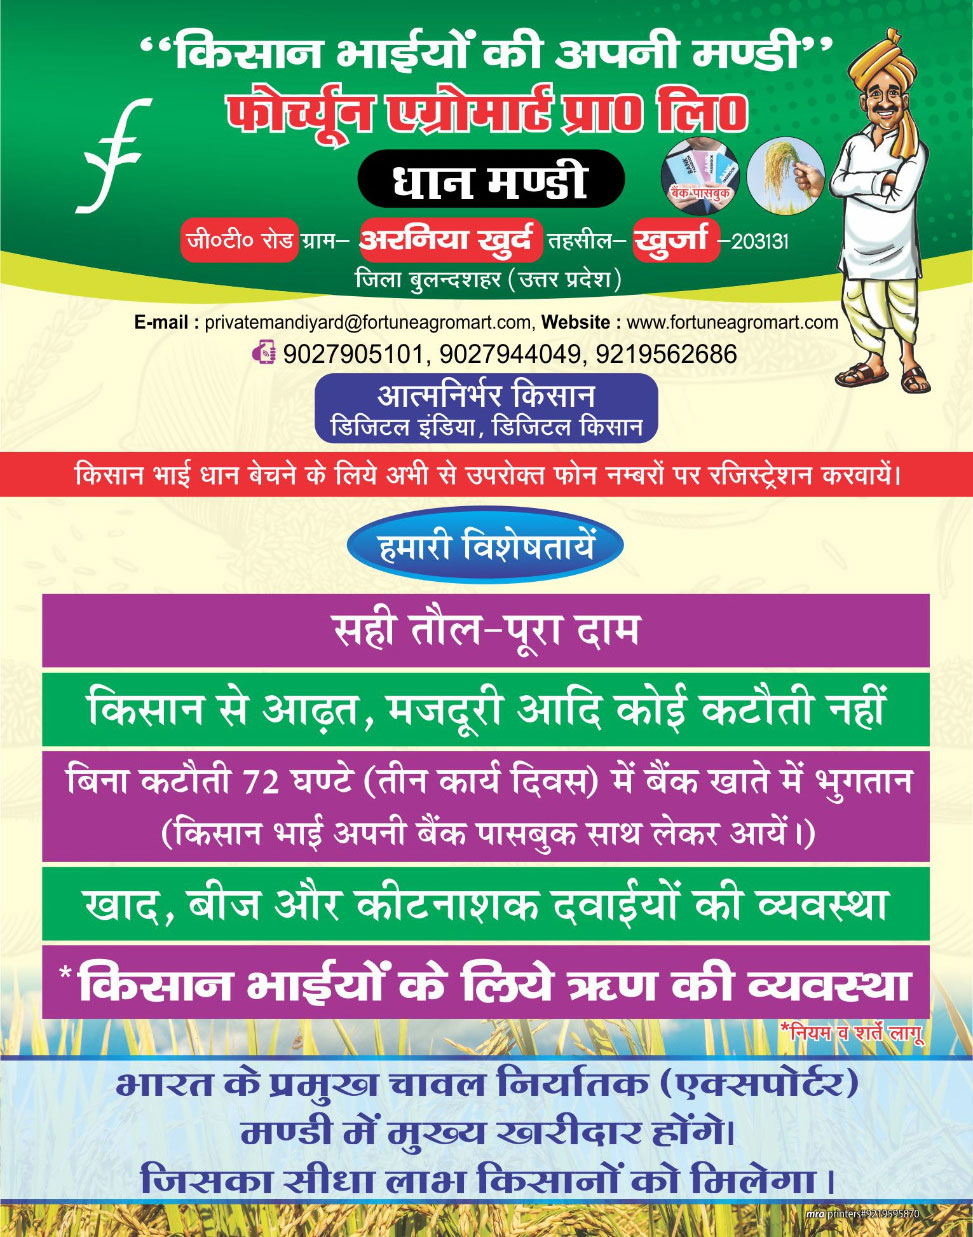 “किसान भाईयों की अपनी मण्डी”
फोर्च्यून एग्रोमार्ट प्रा0 लि0
धान मण्डी
BANK
बैंक पासबुक
जी०टी० रोड ग्राम– अरनिया खुर्द तहसील– खुर्जा –203131
जिला बुलन्दशहर (उत्तर प्रदेश)
E-mail : privatemandiyard@fortuneagromart.com, Website : www.fortuneagromart.com
9027905101, 9027944049, 9219562686
आत्मनिर्भर किसान
डिजिटल इंडिया, डिजिटल किसान
किसान भाई धान बेचने के लिये अभी से उपरोक्त फोन नम्बरों पर रजिस्ट्रेशन करवायें।
हमारी विशेषतायें
सही तौल–पूरा दाम
किसान से आढ़त, मजदूरी आदि कोई कटौती नहीं
बिना कटौती 72 घण्टे (तीन कार्य दिवस) में बैंक खाते में भुगतान
(किसान भाई अपनी बैंक पासबुक साथ लेकर आयें।)
खाद, बीज और कीटनाशक दवाईयों की व्यवस्था
*किसान भाईयों के लिये ऋण की व्यवस्था
*नियम व शर्ते लागू
भारत के प्रमुख चावल निर्यातक (एक्सपोर्टर)
मण्डी में मुख्य खरीदार होंगे।
जिसका सीधा लाभ किसानों को मिलेगा ।
mra printers#9219595870